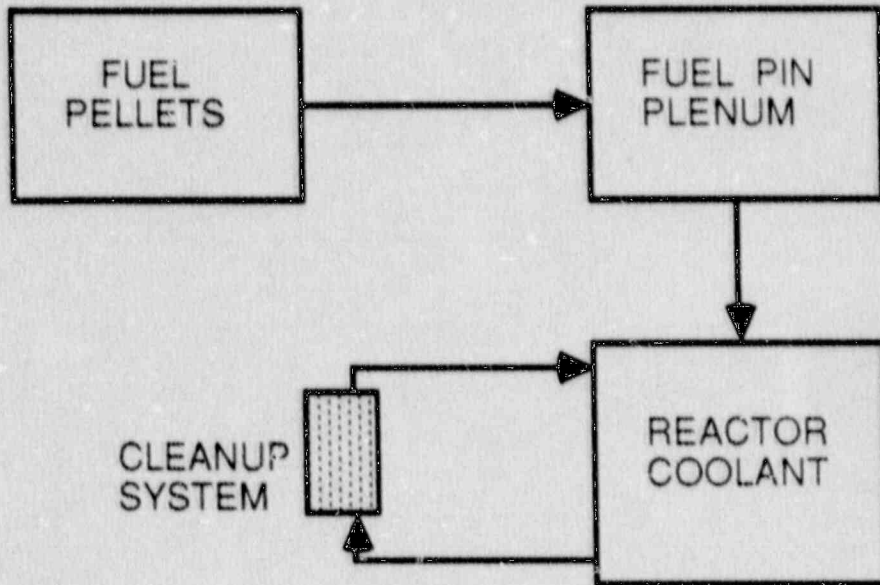 FUEL
PELLETS
FUEL PIN
PLENUM
CLEANUP
SYSTEM
REACTOR
COOLANT